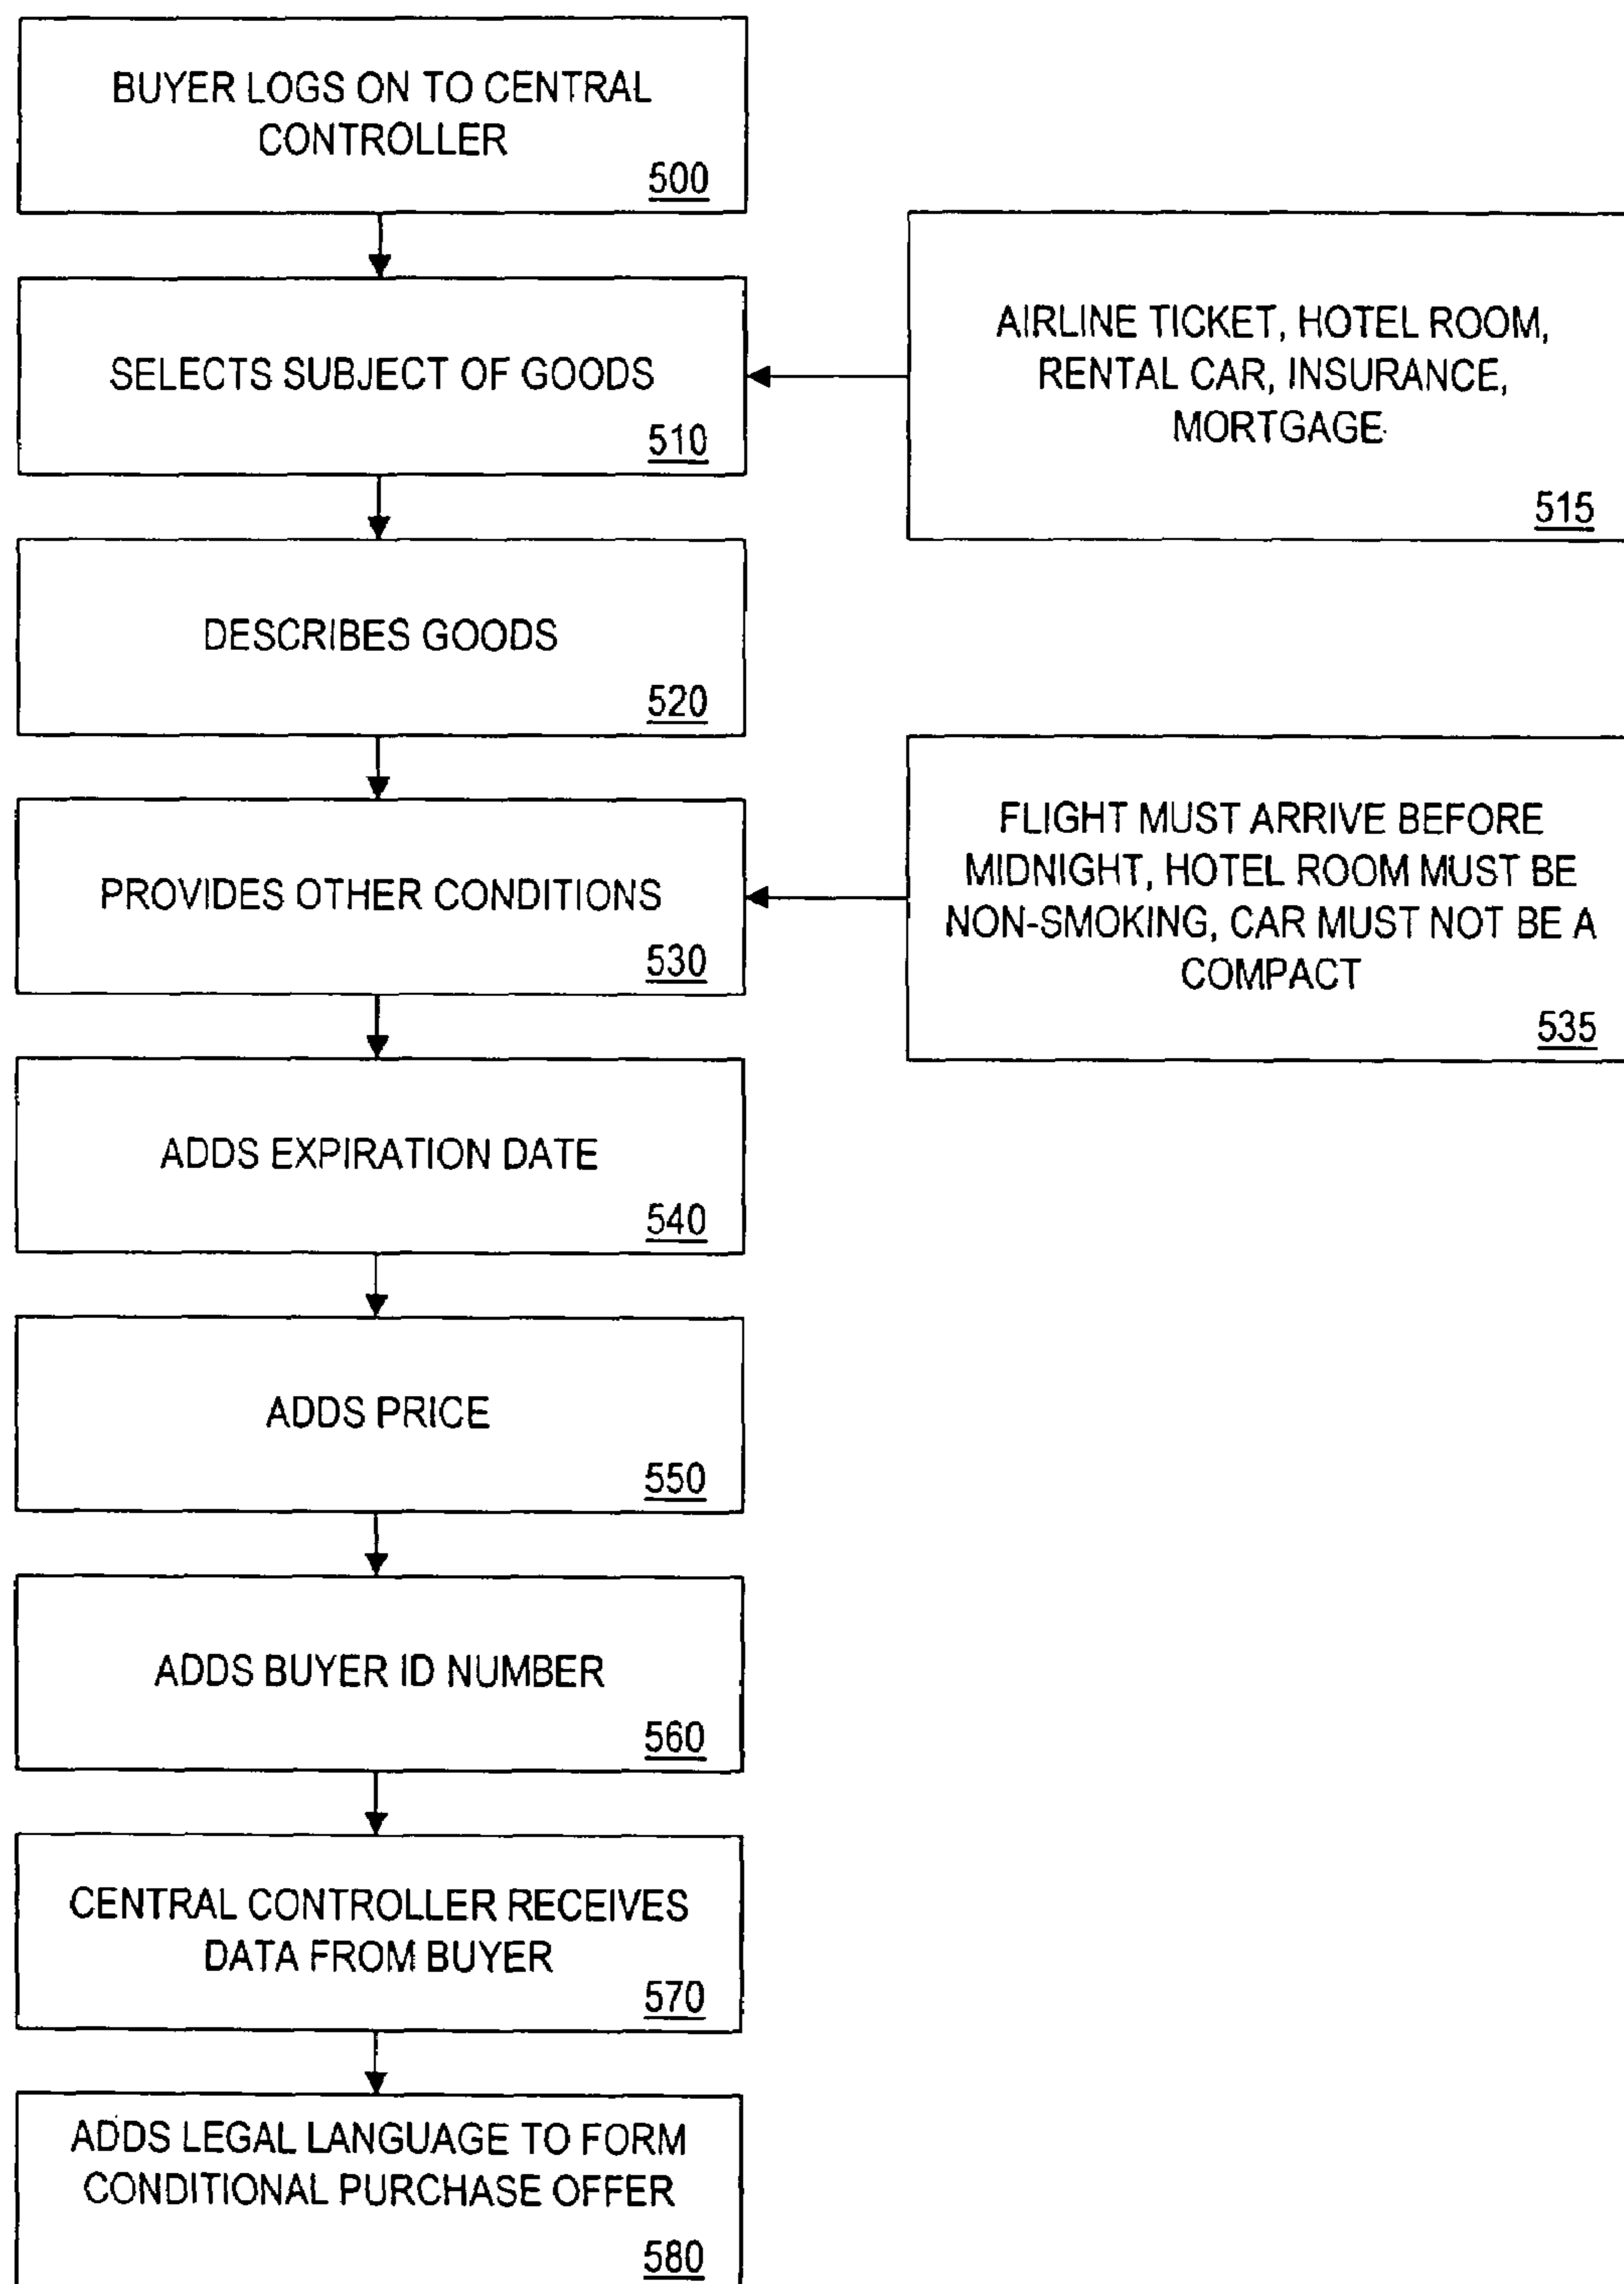 BUYER LOGS ON TO CENTRAL
CONTROLLER
500
SELECTS SUBJECT OF GOODS
510
AIRLINE TICKET, HOTEL ROOM,
RENTAL CAR, INSURANCE,
MORTGAGE
515
DESCRIBES GOODS
520
PROVIDES OTHER CONDITIONS
530
FLIGHT MUST ARRIVE BEFORE
MIDNIGHT, HOTEL ROOM MUST BE
NON-SMOKING, CAR MUST NOT BE A
COMPACT
535
ADDS EXPIRATION DATE
540
ADDS PRICE
550
ADDS BUYER ID NUMBER
560
CENTRAL CONTROLLER RECEIVES
DATA FROM BUYER
570
ADDS LEGAL LANGUAGE TO FORM
CONDITIONAL PURCHASE OFFER
580